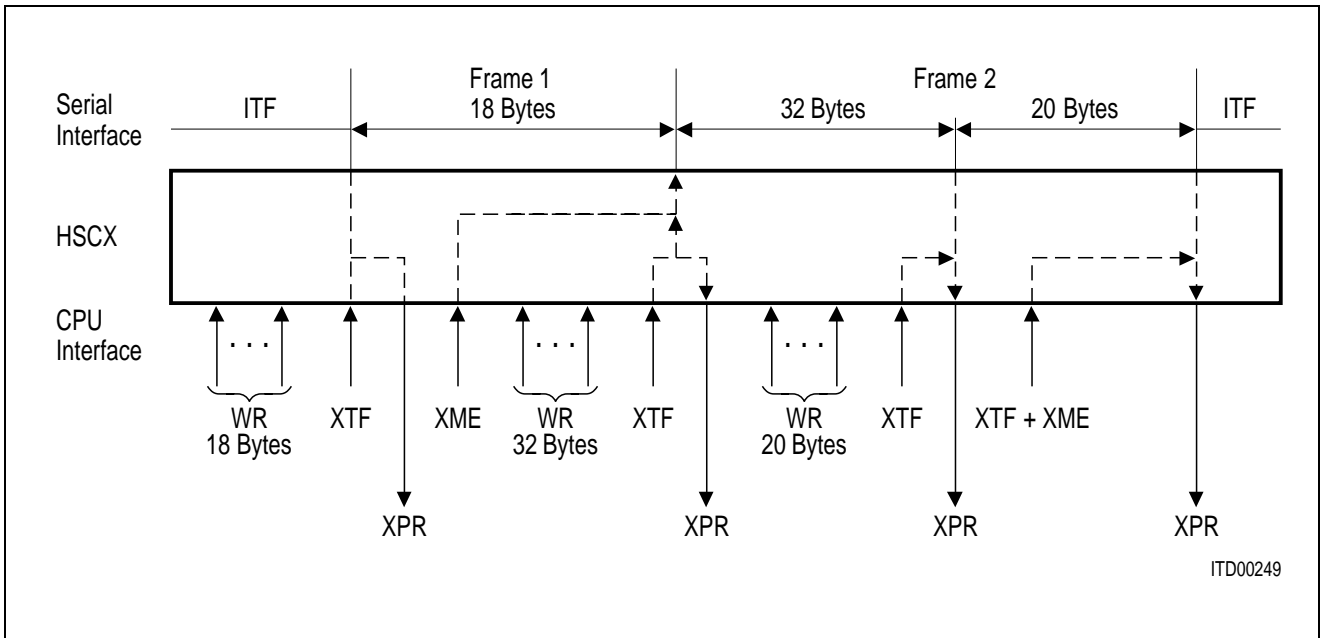 Serial
Interface
ITF
Frame 1
18 Bytes
Frame 2
32 Bytes
20 Bytes
ITF
HSCX
CPU
Interface
. . .
. . .
. . .
WR
18 Bytes
XTF
XME
WR
32 Bytes
XTF
WR
20 Bytes
XTF
XTF + XME
XPR
XPR
XPR
XPR
ITD00249